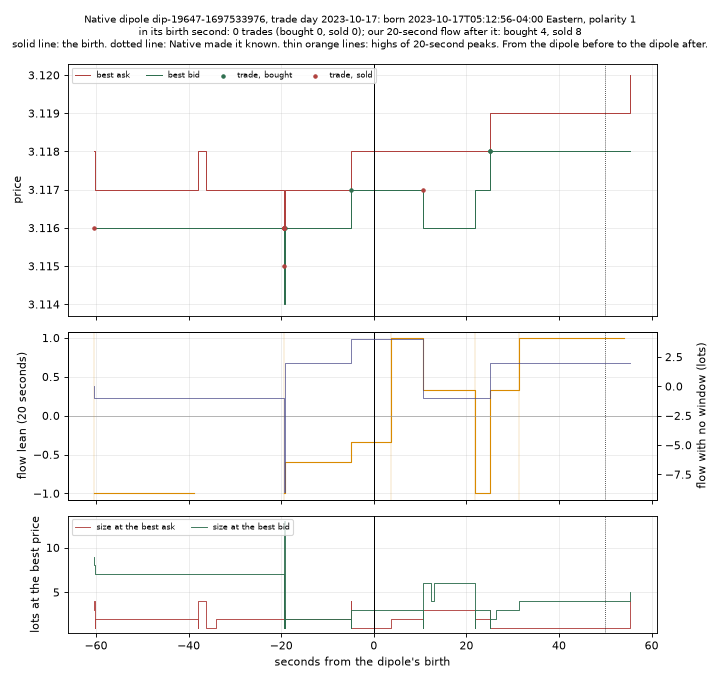 Native dipole dip-19647-1697533976, trade day 2023-10-17: born 2023-10-17T05:12:56-04:00 Eastern, polarity 1
in its birth second: 0 trades (bought 0, sold 0); our 20-second flow after it: bought 4, sold 8
solid line: the birth. dotted line: Native made it known. thin orange lines: highs of 20-second peaks. From the dipole before to the dipole after.
best ask
best bid
trade, bought
trade, sold
3.120
3.119
3.118
3.117
3.116
3.115
3.114
price
1.0
0.5
0.0
−0.5
−1.0
flow lean (20 seconds)
2.5
0.0
−2.5
−5.0
−7.5
flow with no window (lots)
size at the best ask
size at the best bid
10
5
lots at the best price
−60
−40
−20
0
20
40
60
seconds from the dipole's birth